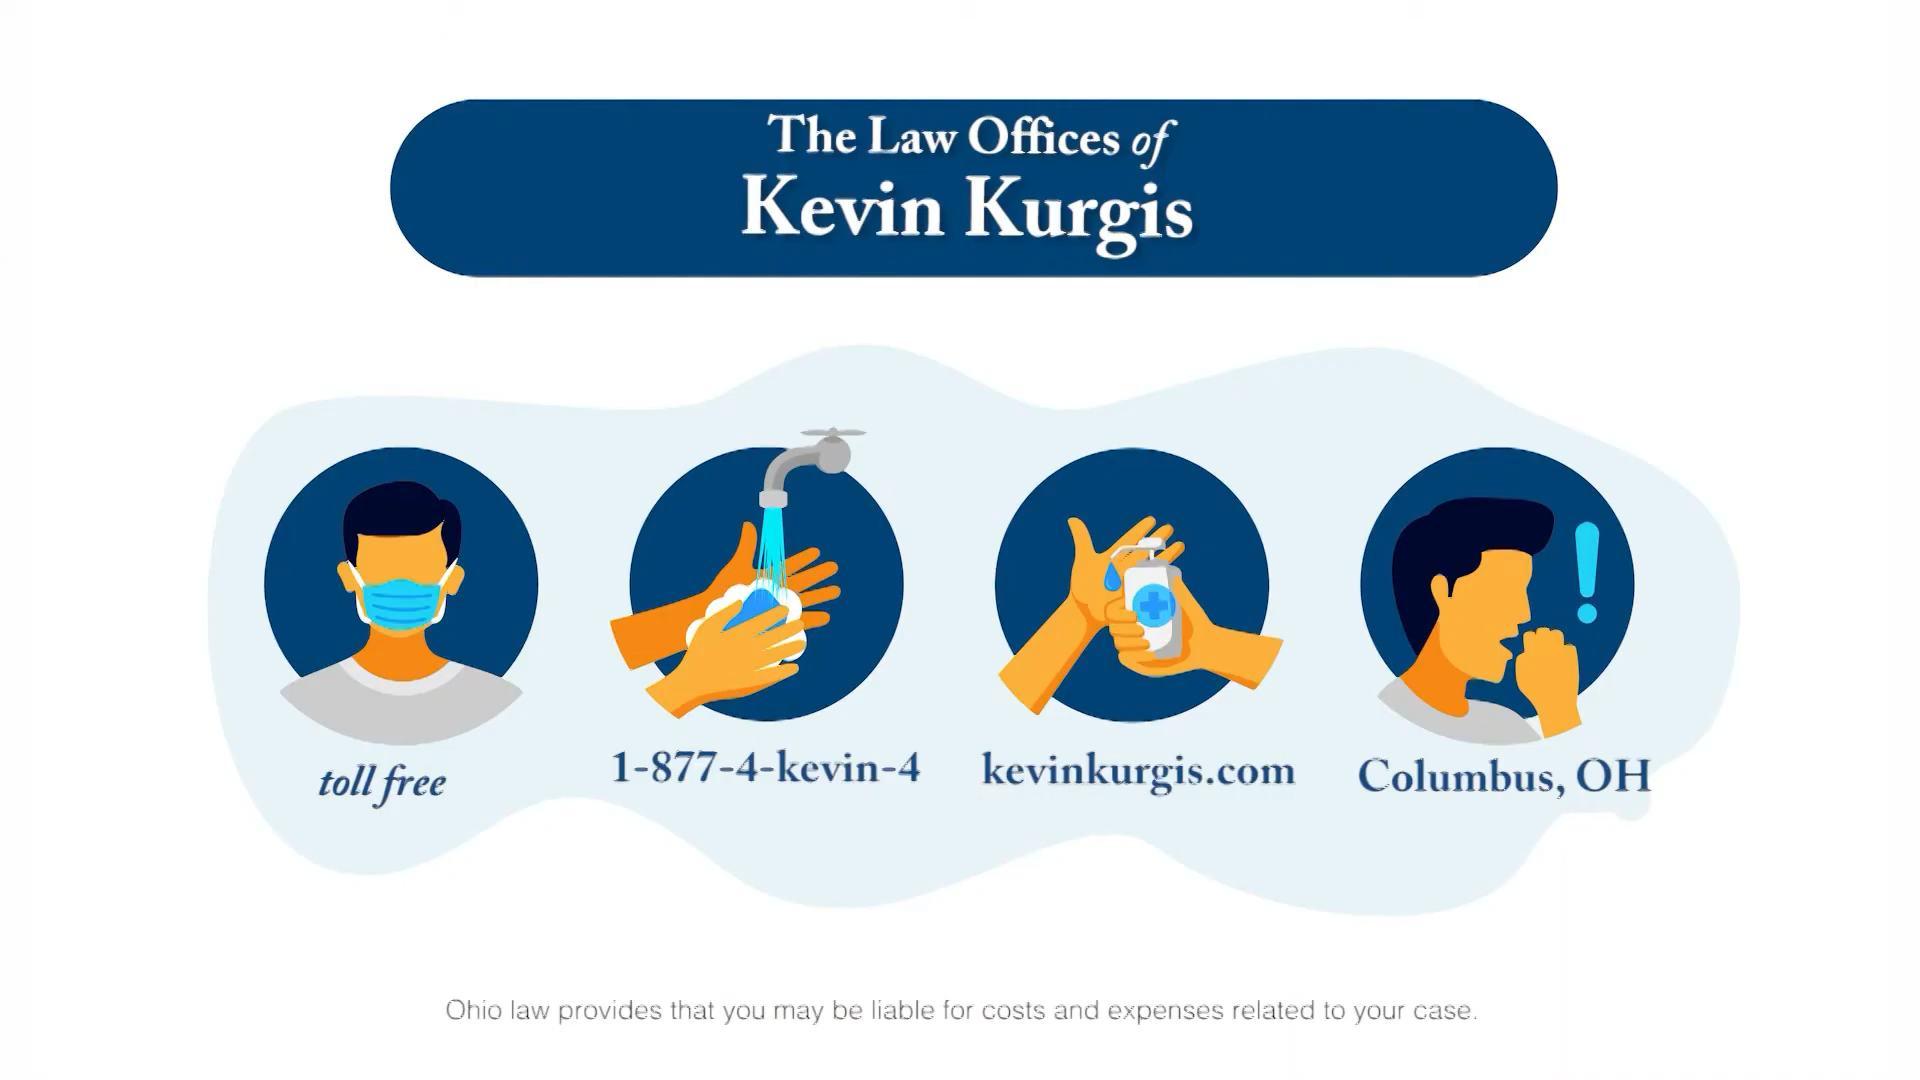 The Law Offices of
Kevin Kurgis
toll free
1-877-4-kevin-4
kevinkurgis.com
Columbus, OH
Ohio law provides that you may be liable for costs and expenses related to your case.